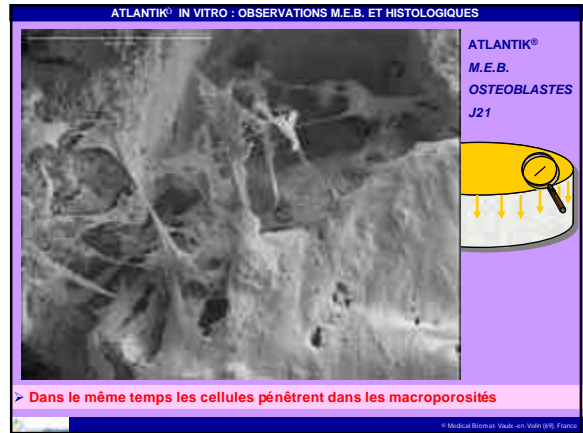 ATLANTIK® IN VITRO : OBSERVATIONS M.E.B. ET HISTOLOGIQUES
ATLANTIK®
M.E.B.
OSTEOBLASTES
J21
➢ Dans le même temps les cellules pénêtrent dans les macroporosités
© Medical Biomat- Vaulx -en-Velin (69), France